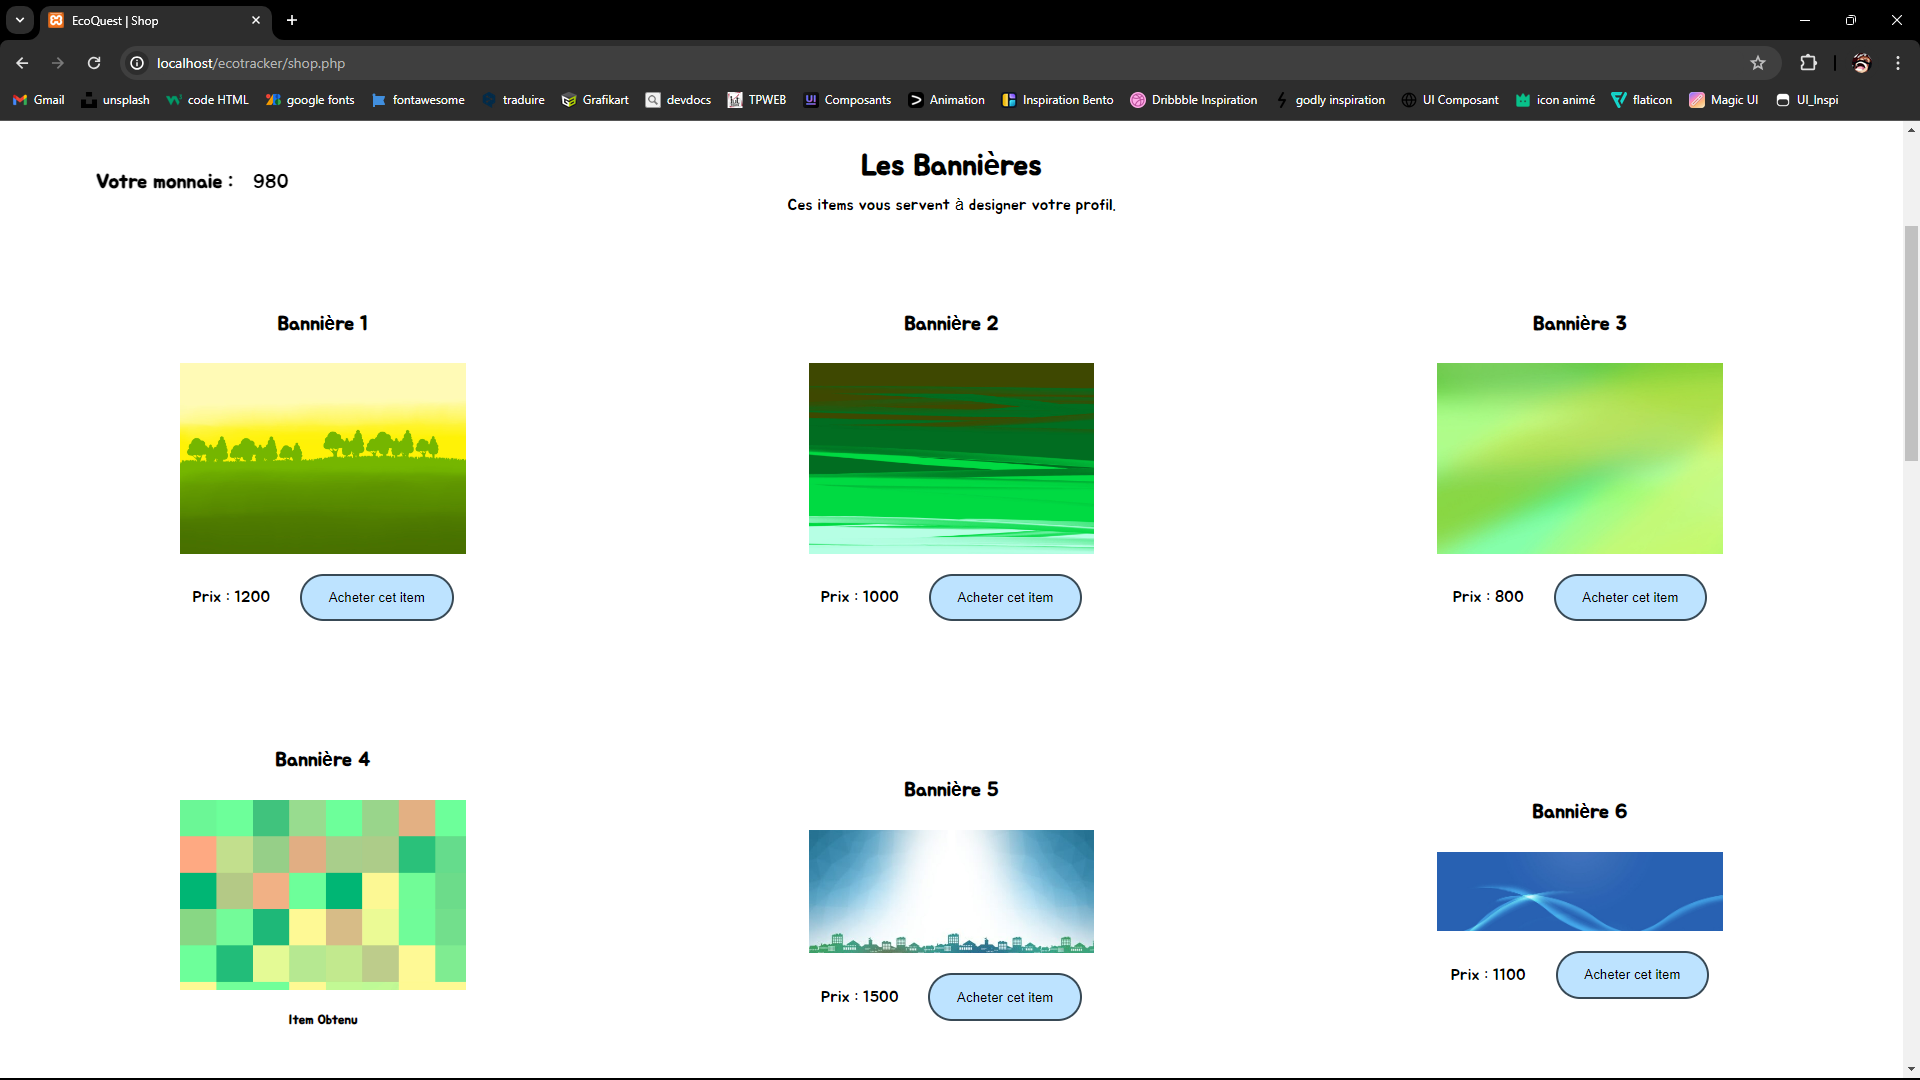 EcoQuest | Shop
localhost/ecotracker/shop.php
Gmail unsplash code HTML google fonts fontawesome traduire Grafikart devdocs TPWEB Composants Animation Inspiration Bento Dribbble Inspiration godly inspiration UI Composant icon animé flaticon Magic UI UI_Inspi
Votre monnaie : 980
Les Bannières
Ces items vous servent à designer votre profil.
Bannière 1
Prix : 1200
Acheter cet item
Bannière 2
Prix : 1000
Acheter cet item
Bannière 3
Prix : 800
Acheter cet item
Bannière 4
Item Obtenu
Bannière 5
Prix : 1500
Acheter cet item
Bannière 6
Prix : 1100
Acheter cet item